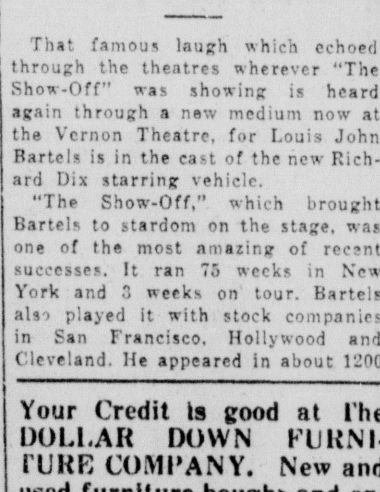 That famous laugh which echoed
through the theatres wherever "The
Show-Off" was showing is heard
again through a new medium now at
the Vernon Theatre, for Louis John
Bartels is in the cast of the new Rich-
ard Dix starring vehicle.
"The Show-Off," which brought
Bartels to stardom on the stage, was
one of the most amazing of recent
successes. It ran 75 weeks in New
York and 3 weeks on tour. Bartels
also played it with stock companies
in San Francisco, Hollywood and
Cleveland. He appeared in about 1200
Your Credit is good at The
DOLLAR DOWN FURNI-
TURE COMPANY. New and
used furniture bought and